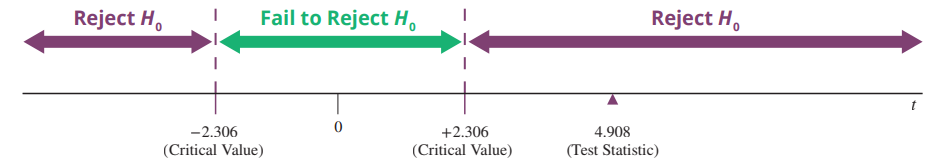 Reject H₀ Fail to Reject H₀ Reject H₀
t
−2.306 0 +2.306 4.908
(Critical Value) (Critical Value) (Test Statistic)